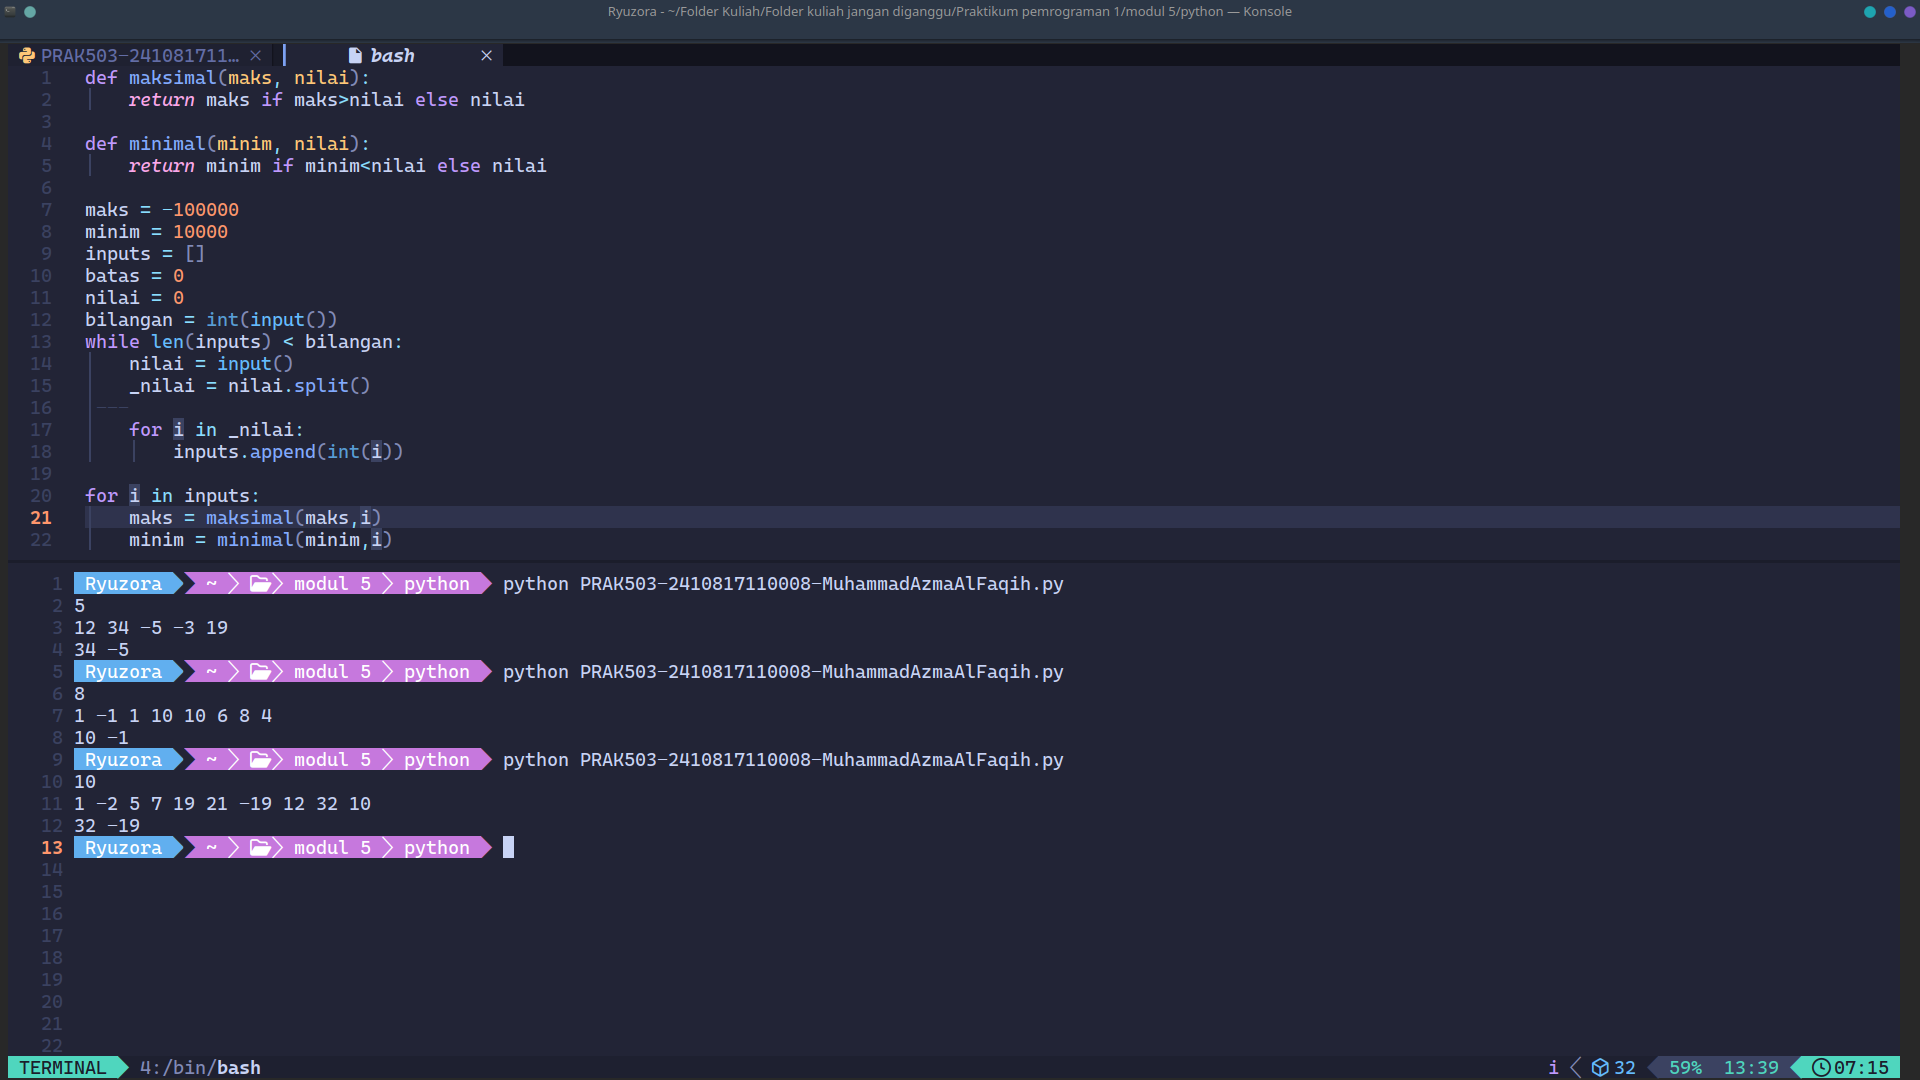 Ryuzora - ~/Folder Kuliah/Folder kuliah jangan diganggu/Praktikum pemrograman 1/modul 5/python — Konsole
PRAK503-241081711… × bash ×
1 def maksimal(maks, nilai):
2 return maks if maks>nilai else nilai
3
4 def minimal(minim, nilai):
5 return minim if minim<nilai else nilai
6
7 maks = -100000
8 minim = 10000
9 inputs = []
10 batas = 0
11 nilai = 0
12 bilangan = int(input())
13 while len(inputs) < bilangan:
14 nilai = input()
15 _nilai = nilai.split()
16 ---
17 for i in _nilai:
18 inputs.append(int(i))
19
20 for i in inputs:
21 maks = maksimal(maks,i)
22 minim = minimal(minim,i)
1 Ryuzora ~ modul 5 python python PRAK503-2410817110008-MuhammadAzmaAlFaqih.py
2 5
3 12 34 -5 -3 19
4 34 -5
5 Ryuzora ~ modul 5 python python PRAK503-2410817110008-MuhammadAzmaAlFaqih.py
6 8
7 1 -1 1 10 10 6 8 4
8 10 -1
9 Ryuzora ~ modul 5 python python PRAK503-2410817110008-MuhammadAzmaAlFaqih.py
10 10
11 1 -2 5 7 19 21 -19 12 32 10
12 32 -19
13 Ryuzora ~ modul 5 python
14
15
16
17
18
19
20
21
22
TERMINAL 4:/bin/bash i 32 59% 13:39 07:15